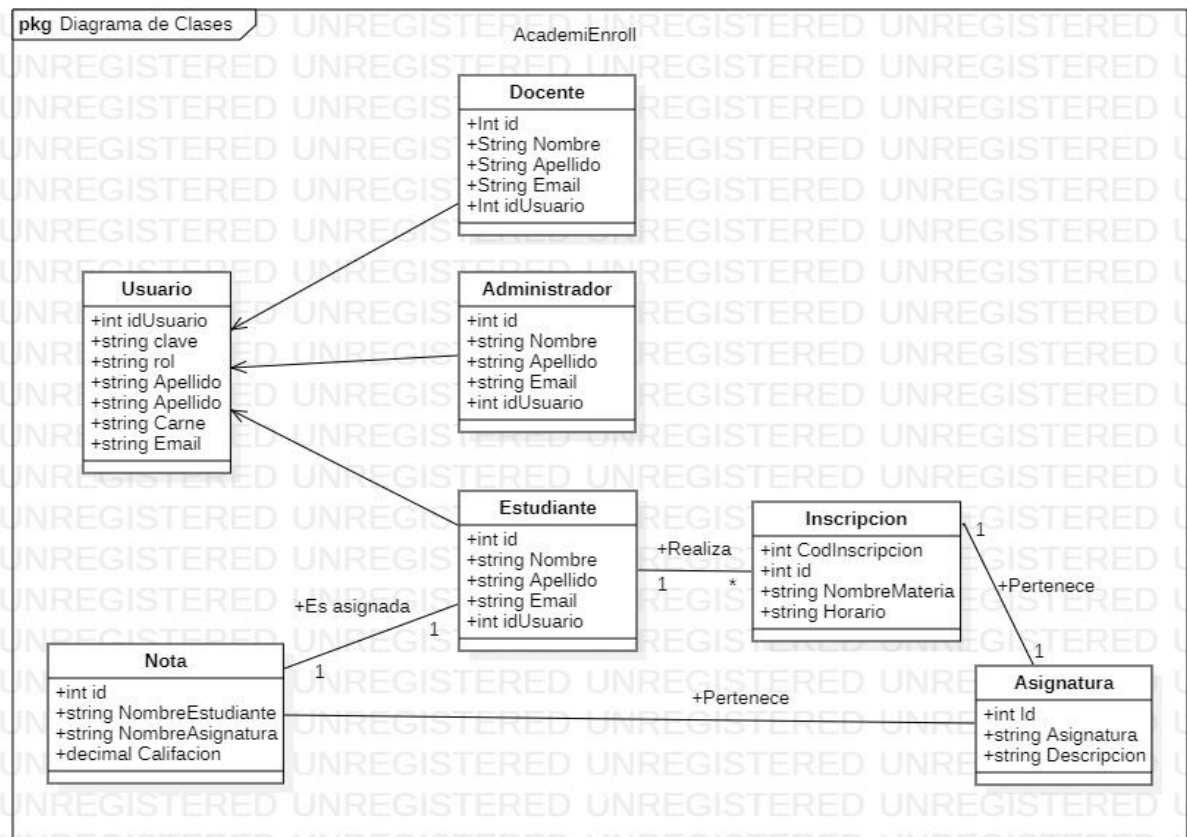 pkg Diagrama de Clases
AcademiEnroll
Docente
+Int id
+String Nombre
+String Apellido
+String Email
+Int idUsuario
Usuario
+int idUsuario
+string clave
+string rol
+string Apellido
+string Apellido
+string Carne
+string Email
Administrador
+int id
+string Nombre
+string Apellido
+string Email
+int idUsuario
Estudiante
+int id
+string Nombre
+string Apellido
+string Email
+int idUsuario
+Realiza
1 *
Inscripcion
+int CodInscripcion
+int id
+string NombreMateria
+string Horario
1
+Pertenece
1
+Es asignada
1
1
Nota
+int id
+string NombreEstudiante
+string NombreAsignatura
+decimal Califacion
+Pertenece
Asignatura
+int Id
+string Asignatura
+string Descripcion
UNREGISTERED UNREGISTERED UNREGISTERED UNREGISTERED